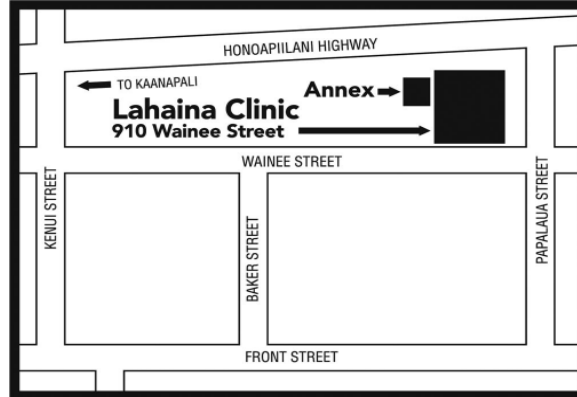 HONOAPIILANI HIGHWAY
TO KAANAPALI
Annex
Lahaina Clinic
910 Wainee Street
WAINEE STREET
KENUI STREET
BAKER STREET
PAPALAUA STREET
FRONT STREET